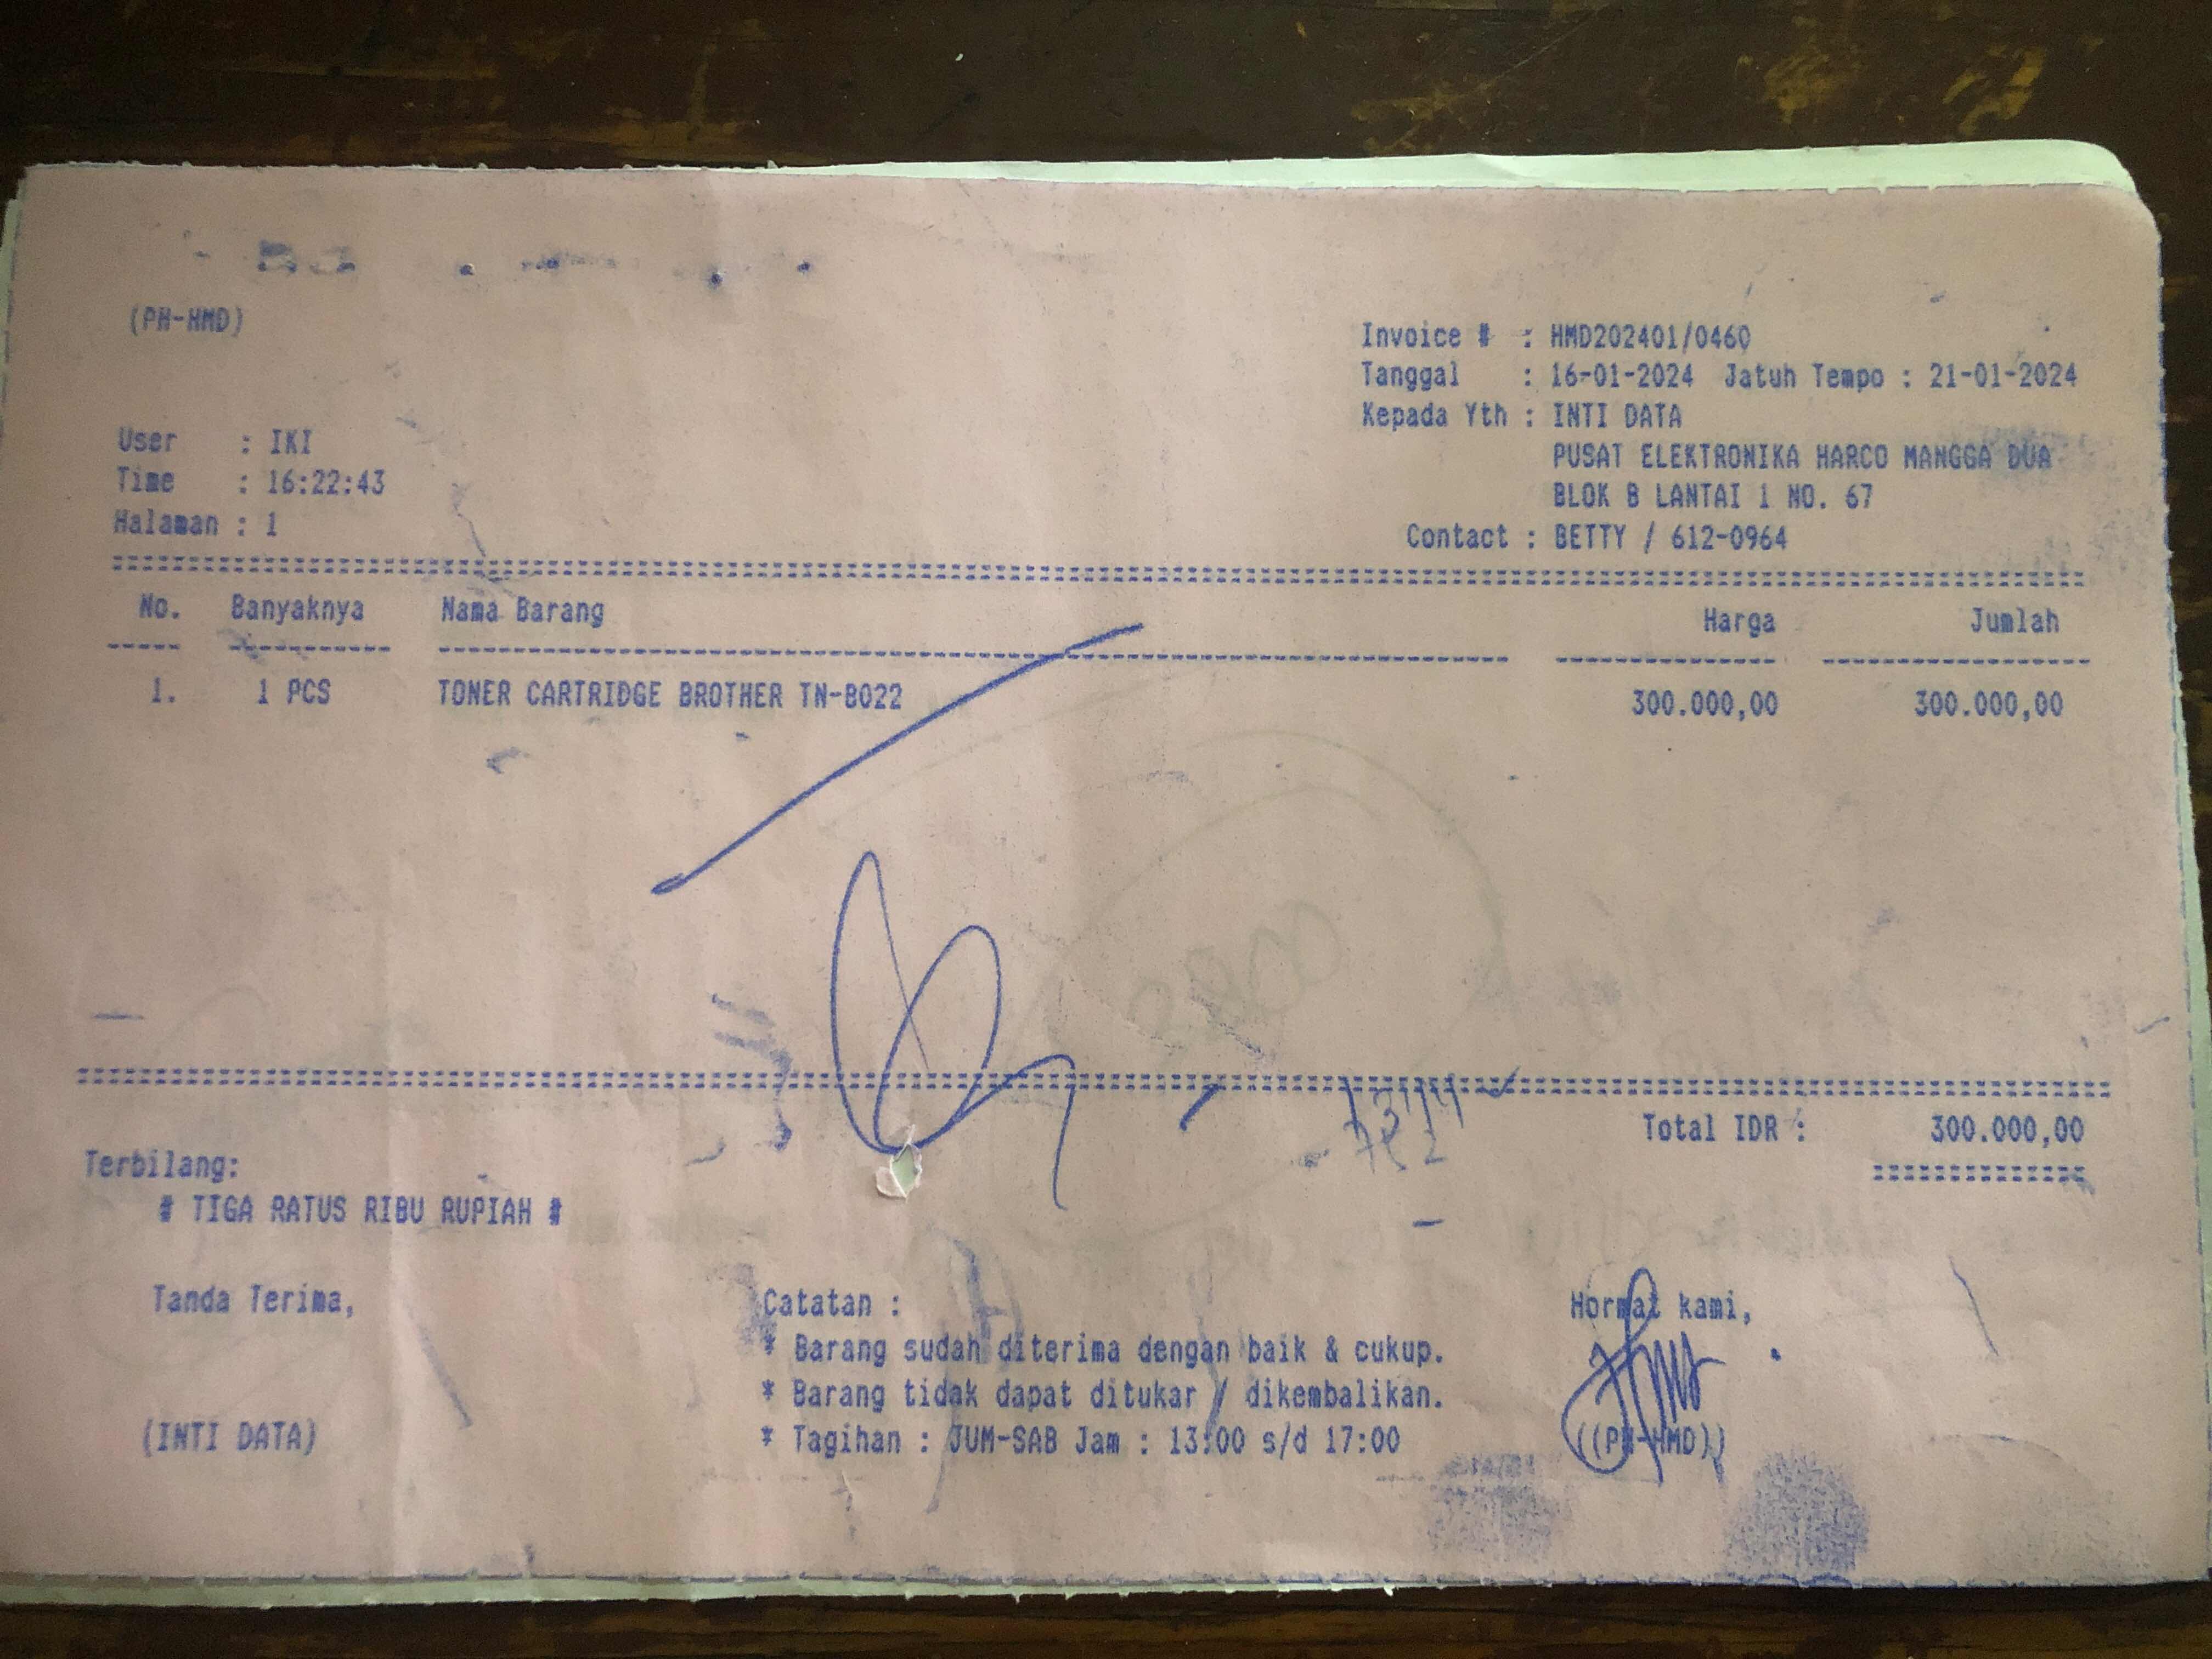 (PH-HMD)
Invoice # : HMD202401/0460
Tanggal : 16-01-2024 Jatuh Tempo : 21-01-2024
Kepada Yth : INTI DATA
PUSAT ELEKTRONIKA HARCO MANGGA DUA
BLOK B LANTAI 1 NO. 67
Contact : BETTY / 612-0964
User : IKI
Time : 16:22:43
Halaman : 1
No. Banyaknya Nama Barang Harga Jumlah
1. 1 PCS TONER CARTRIDGE BROTHER TN-8022 300.000,00 300.000,00
Total IDR : 300.000,00
Terbilang:
# TIGA RATUS RIBU RUPIAH #
Tanda Terima,
(INTI DATA)
Catatan :
* Barang sudah diterima dengan baik & cukup.
* Barang tidak dapat ditukar / dikembalikan.
* Tagihan : JUM-SAB Jam : 13:00 s/d 17:00
Hormat kami,
((PH-HMD))